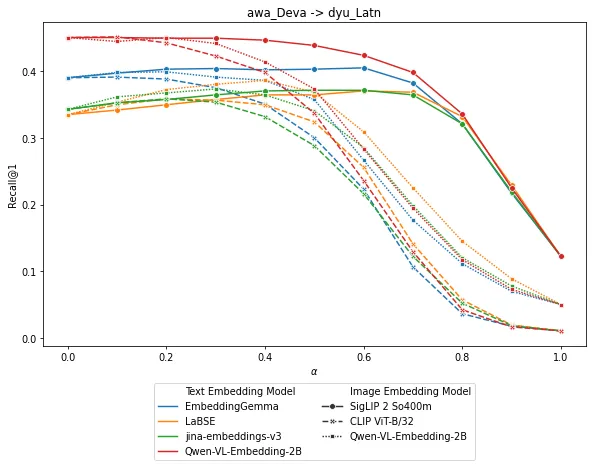 awa_Deva -> dyu_Latn
Recall@1
0.4
0.3
0.2
0.1
0.0
0.0 0.2 0.4 0.6 0.8 1.0
α
Text Embedding Model Image Embedding Model
EmbeddingGemma SigLIP 2 So400m
LaBSE CLIP ViT-B/32
jina-embeddings-v3 Qwen-VL-Embedding-2B
Qwen-VL-Embedding-2B